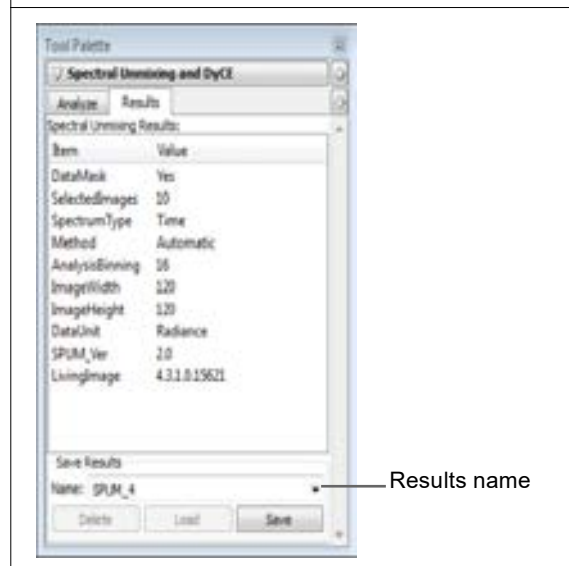 Tool Palette
Spectral Unmixing and DyCE
Analyze Results
Spectral Unmixing Results:
Item Value
DataMask Yes
SelectedImages 10
SpectrumType Time
Method Automatic
AnalysisBinning 16
ImageWidth 120
ImageHeight 120
DataUnit Radiance
SPUM_Ver 2.0
LivingImage 4.3.1.0.15621
Save Results
Name: SPUM_4
Results name
Delete Load Save